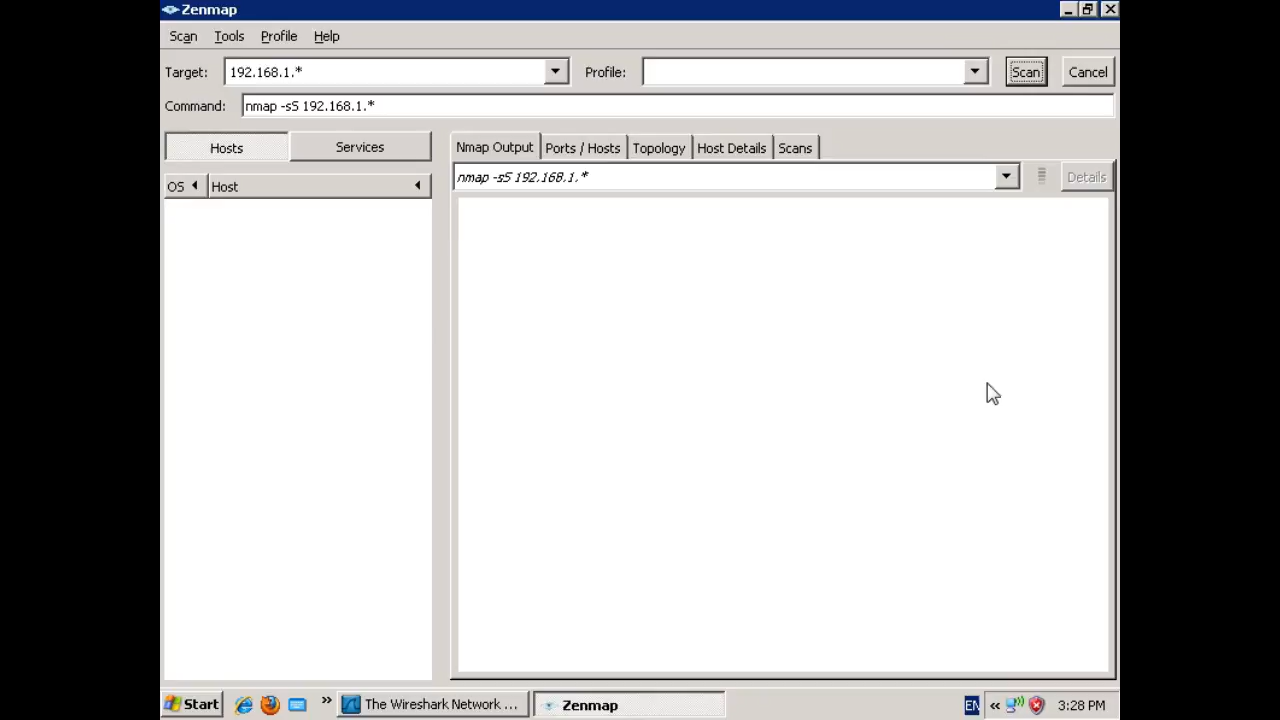 Zenmap
Scan Tools Profile Help
Target: 192.168.1.* Profile: Scan Cancel
Command: nmap -sS 192.168.1.*
Hosts Services Nmap Output Ports / Hosts Topology Host Details Scans
nmap -sS 192.168.1.* Details
OS Host
Start » The Wireshark Network ... Zenmap EN « 3:28 PM